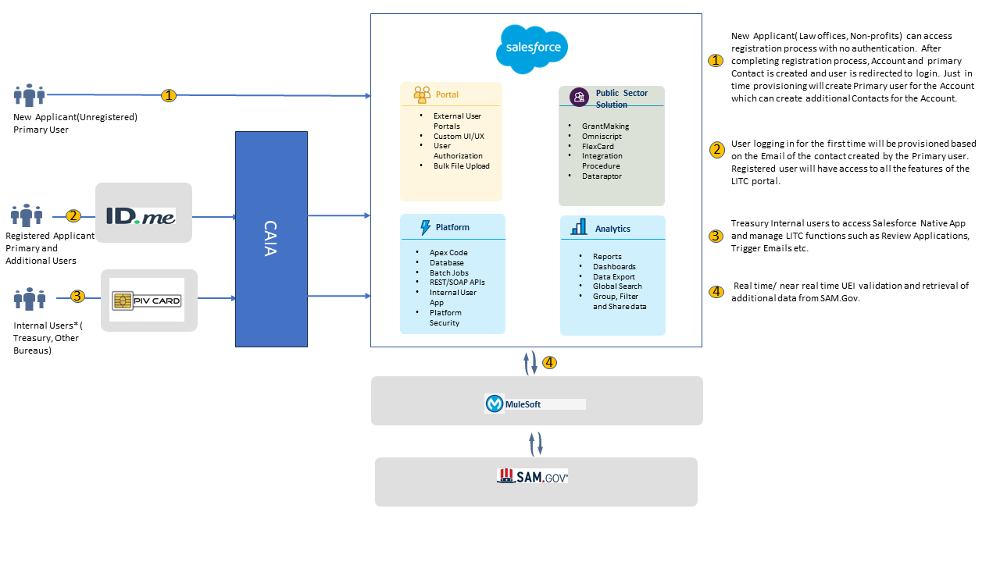 salesforce
New Applicant( Law offices, Non-profits) can access
registration process with no authentication. After
completing registration process, Account and primary
Contact is created and user is redirected to login. Just in
time provisioning will create Primary user for the Account
which can create additional Contacts for the Account.
1
1
New Applicant(Unregistered)
Primary User
Portal
• External User
Portals
• Custom UI/UX
• User
Authorization
• Bulk File Upload
Public Sector
Solution
• GrantMaking
• Omniscript
• FlexCard
• Integration
Procedure
• Dataraptor
2
User logging in for the first time will be provisioned based
on the Email of the contact created by the Primary user.
Registered user will have access to all the features of the
LITC portal.
2
ID.me
Registered Applicant
Primary and
Additional Users
CAIA
Platform
• Apex Code
• Database
• Batch Jobs
• REST/SOAP APIs
• Internal User
App
• Platform
Security
Analytics
• Reports
• Dashboards
• Data Export
• Global Search
• Group, Filter
and Share data
3
Treasury Internal users to access Salesforce Native App
and manage LITC functions such as Review Applications,
Trigger Emails etc.
3
PIV CARD
Internal Users* (
Treasury, Other
Bureaus)
4
Real time/ near real time UEI validation and retrieval of
additional data from SAM.Gov.
4
MuleSoft
SAM.GOV®